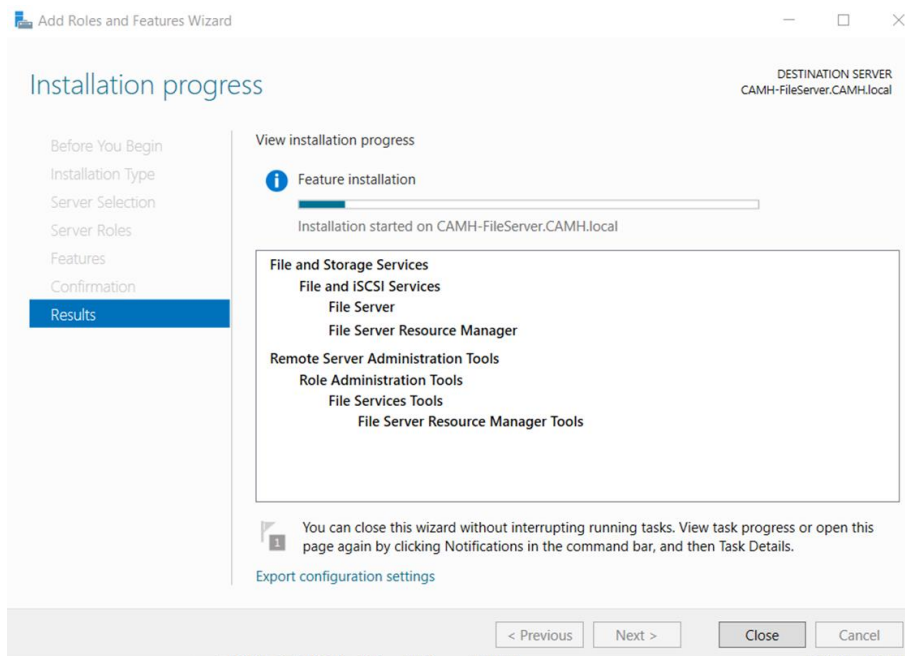 Add Roles and Features Wizard
Installation progress
DESTINATION SERVER
CAMH-FileServer.CAMH.local
Before You Begin
Installation Type
Server Selection
Server Roles
Features
Confirmation
Results
View installation progress
Feature installation
Installation started on CAMH-FileServer.CAMH.local
File and Storage Services
File and iSCSI Services
File Server
File Server Resource Manager
Remote Server Administration Tools
Role Administration Tools
File Services Tools
File Server Resource Manager Tools
1
You can close this wizard without interrupting running tasks. View task progress or open this
page again by clicking Notifications in the command bar, and then Task Details.
Export configuration settings
< Previous
Next >
Close
Cancel